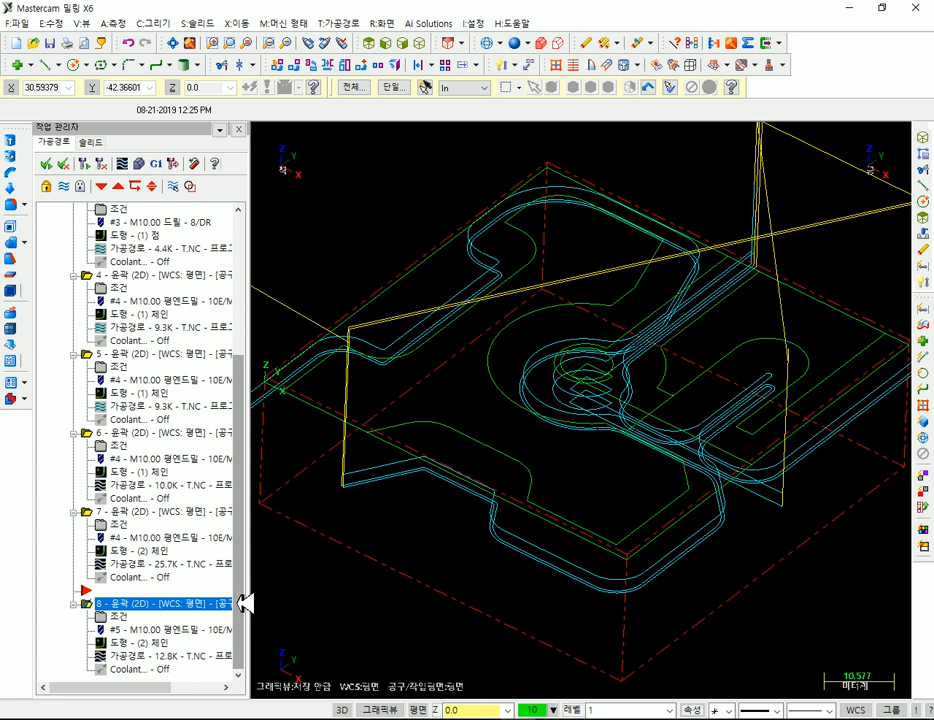 Mastercam 밀링 X6
F:파일 E:수정 V:뷰 A:측정 C:그리기 S:솔리드 X:이동 M:머신 형태 T:가공경로 R:화면 Ai Solutions I:설정 H:도움말
X 30.59379 Y -42.36601 Z 0.0 전체... 단일... In
08-21-2019 12:25 PM
작업 관리자
가공경로 솔리드
G1
조건
#3 - M10.00 드릴 - 8/DR
도형 - (1) 점
가공경로 - 4.4K - T.NC - 프로그
Coolant... - Off
4 - 윤곽 (2D) - [WCS: 평면] - [공구
조건
#4 - M10.00 평엔드밀 - 10E/M
도형 - (1) 체인
가공경로 - 9.3K - T.NC - 프로그
Coolant... - Off
5 - 윤곽 (2D) - [WCS: 평면] - [공구
조건
#4 - M10.00 평엔드밀 - 10E/M
도형 - (1) 체인
가공경로 - 9.3K - T.NC - 프로그
Coolant... - Off
6 - 윤곽 (2D) - [WCS: 평면] - [공구
조건
#4 - M10.00 평엔드밀 - 10E/M
도형 - (1) 체인
가공경로 - 10.0K - T.NC - 프로
Coolant... - Off
7 - 윤곽 (2D) - [WCS: 평면] - [공구
조건
#4 - M10.00 평엔드밀 - 10E/M
도형 - (2) 체인
가공경로 - 25.7K - T.NC - 프로
Coolant... - Off
8 - 윤곽 (2D) - [WCS: 평면] - [공구
조건
#5 - M10.00 평엔드밀 - 10E/M
도형 - (2) 체인
가공경로 - 12.8K - T.NC - 프로
Coolant... - Off
Z Y X
Z Y X
Z Y X
Z Y X
그래픽뷰:저장 안됨 WCS:평면 공구/작업평면:평면
10.577
미터계
3D 그래픽뷰 평면 Z 0.0 10 레벨 1 속성 WCS 그룹